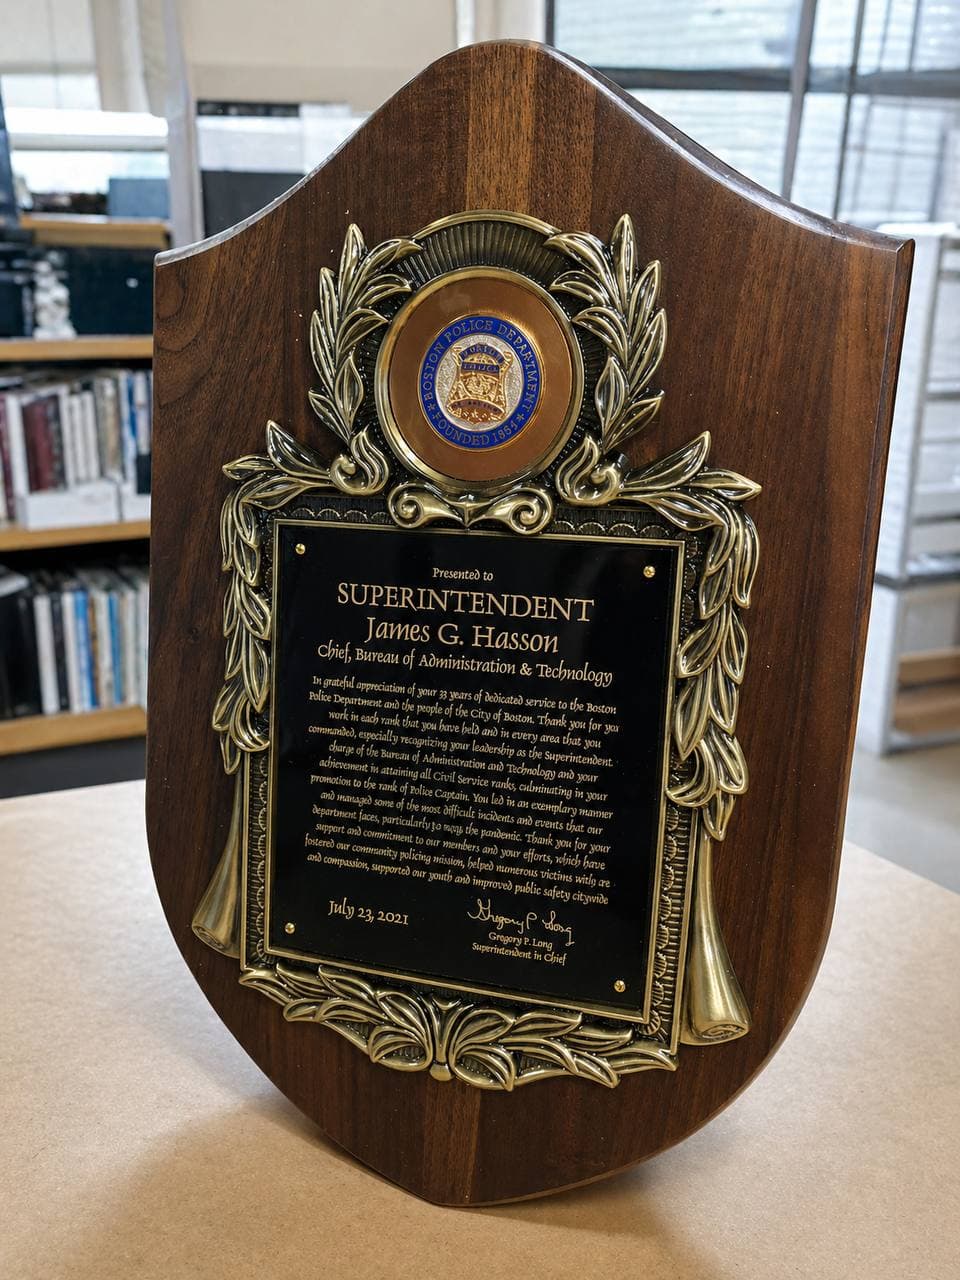 BOSTON POLICE DEPARTMENT
FOUNDED 1854
Presented to
SUPERINTENDENT
James G. Hasson
Chief, Bureau of Administration & Technology
In grateful appreciation of your 33 years of dedicated service to the Boston
Police Department and the people of the City of Boston. Thank you for you
work in each rank that you have held and in every area that you
commanded, especially recognizing your leadership as the Superintendent
charge of the Bureau of Administration and Technology and your
achievement in attaining all Civil Service ranks, culminating in your
promotion to the rank of Police Captain. You led in an exemplary manner
and managed some of the most difficult incidents and events that our
department faces, particularly the pandemic. Thank you for your
support and commitment to our members and your efforts, which have
fostered our community policing mission, helped numerous victims
and compassion, supported our youth and improved public safety citywide
July 23, 2021
Gregory P. Long
Gregory P. Long
Superintendent in Chief